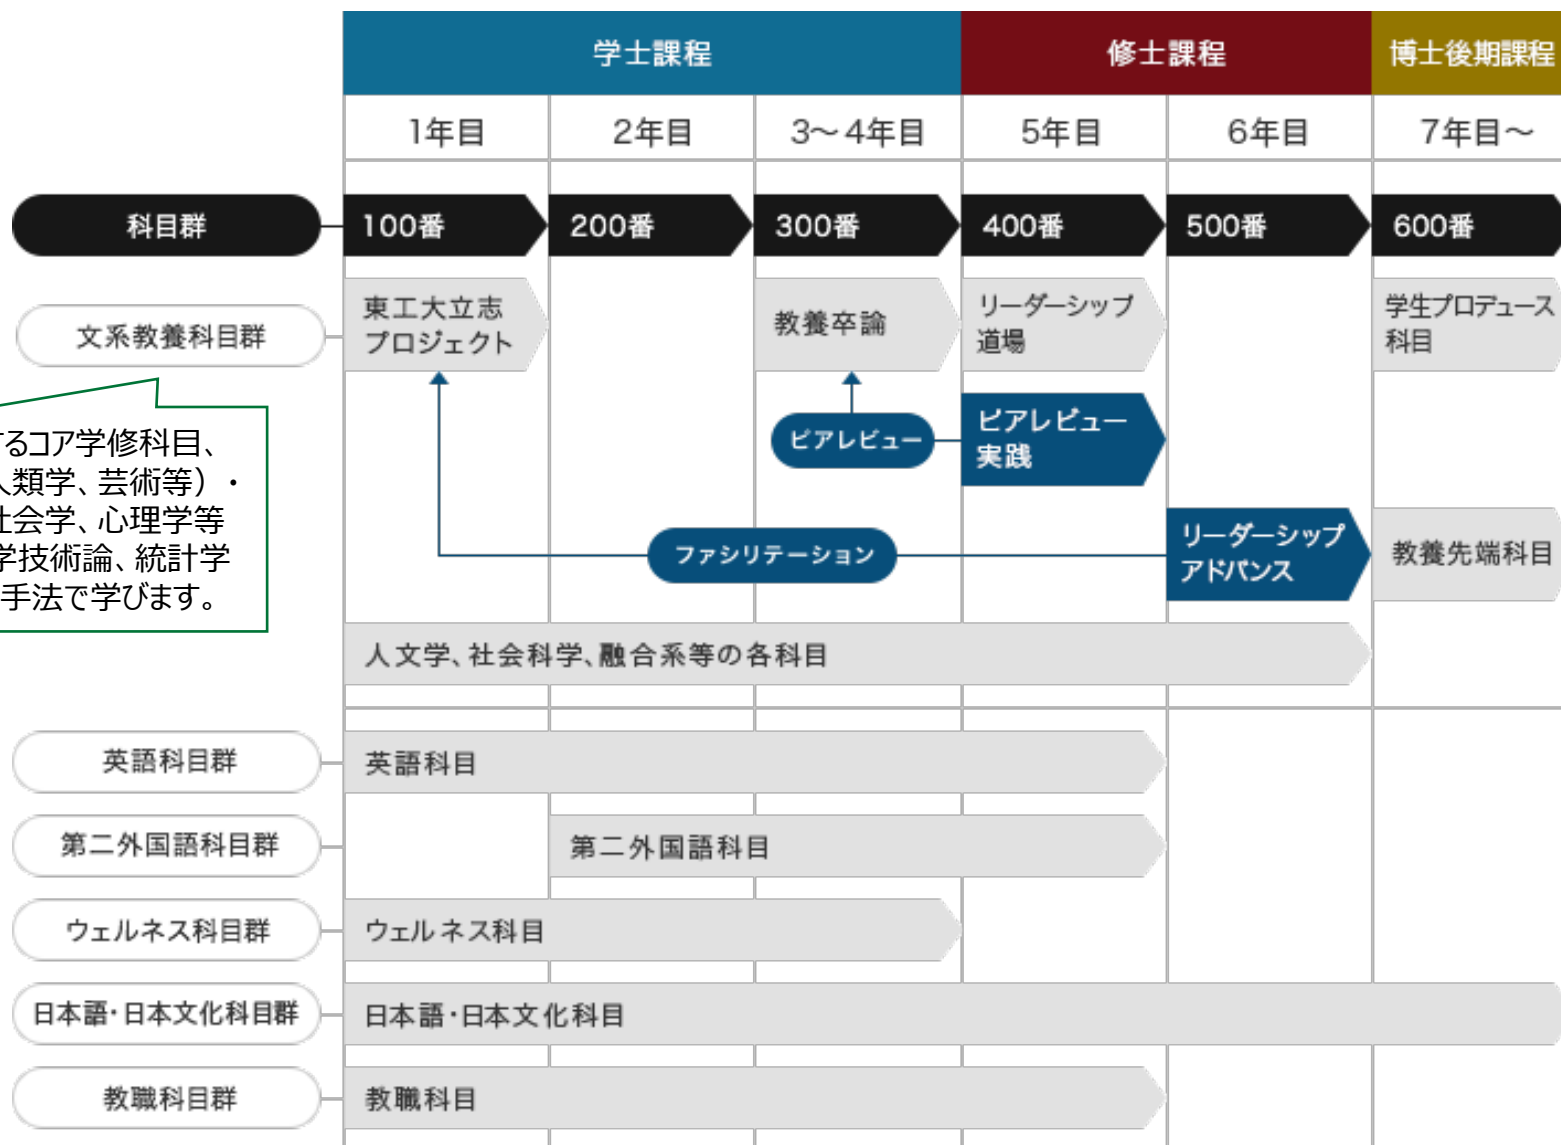 学士課程
修士課程
博士後期課程
1年目
2年目
3〜4年目
5年目
6年目
7年目〜
科目群
100番
200番
300番
400番
500番
600番
文系教養科目群
東工大立志
プロジェクト
教養卒論
リーダーシップ
道場
学生プロデュース
科目
るコア学修科目、
人類学、芸術等）・
社会学、心理学等
学技術論、統計学
手法で学びます。
ピアレビュー
ピアレビュー
実践
ファシリテーション
リーダーシップ
アドバンス
教養先端科目
人文学、社会科学、融合系等の各科目
英語科目群
英語科目
第二外国語科目群
第二外国語科目
ウェルネス科目群
ウェルネス科目
日本語・日本文化科目群
日本語・日本文化科目
教職科目群
教職科目